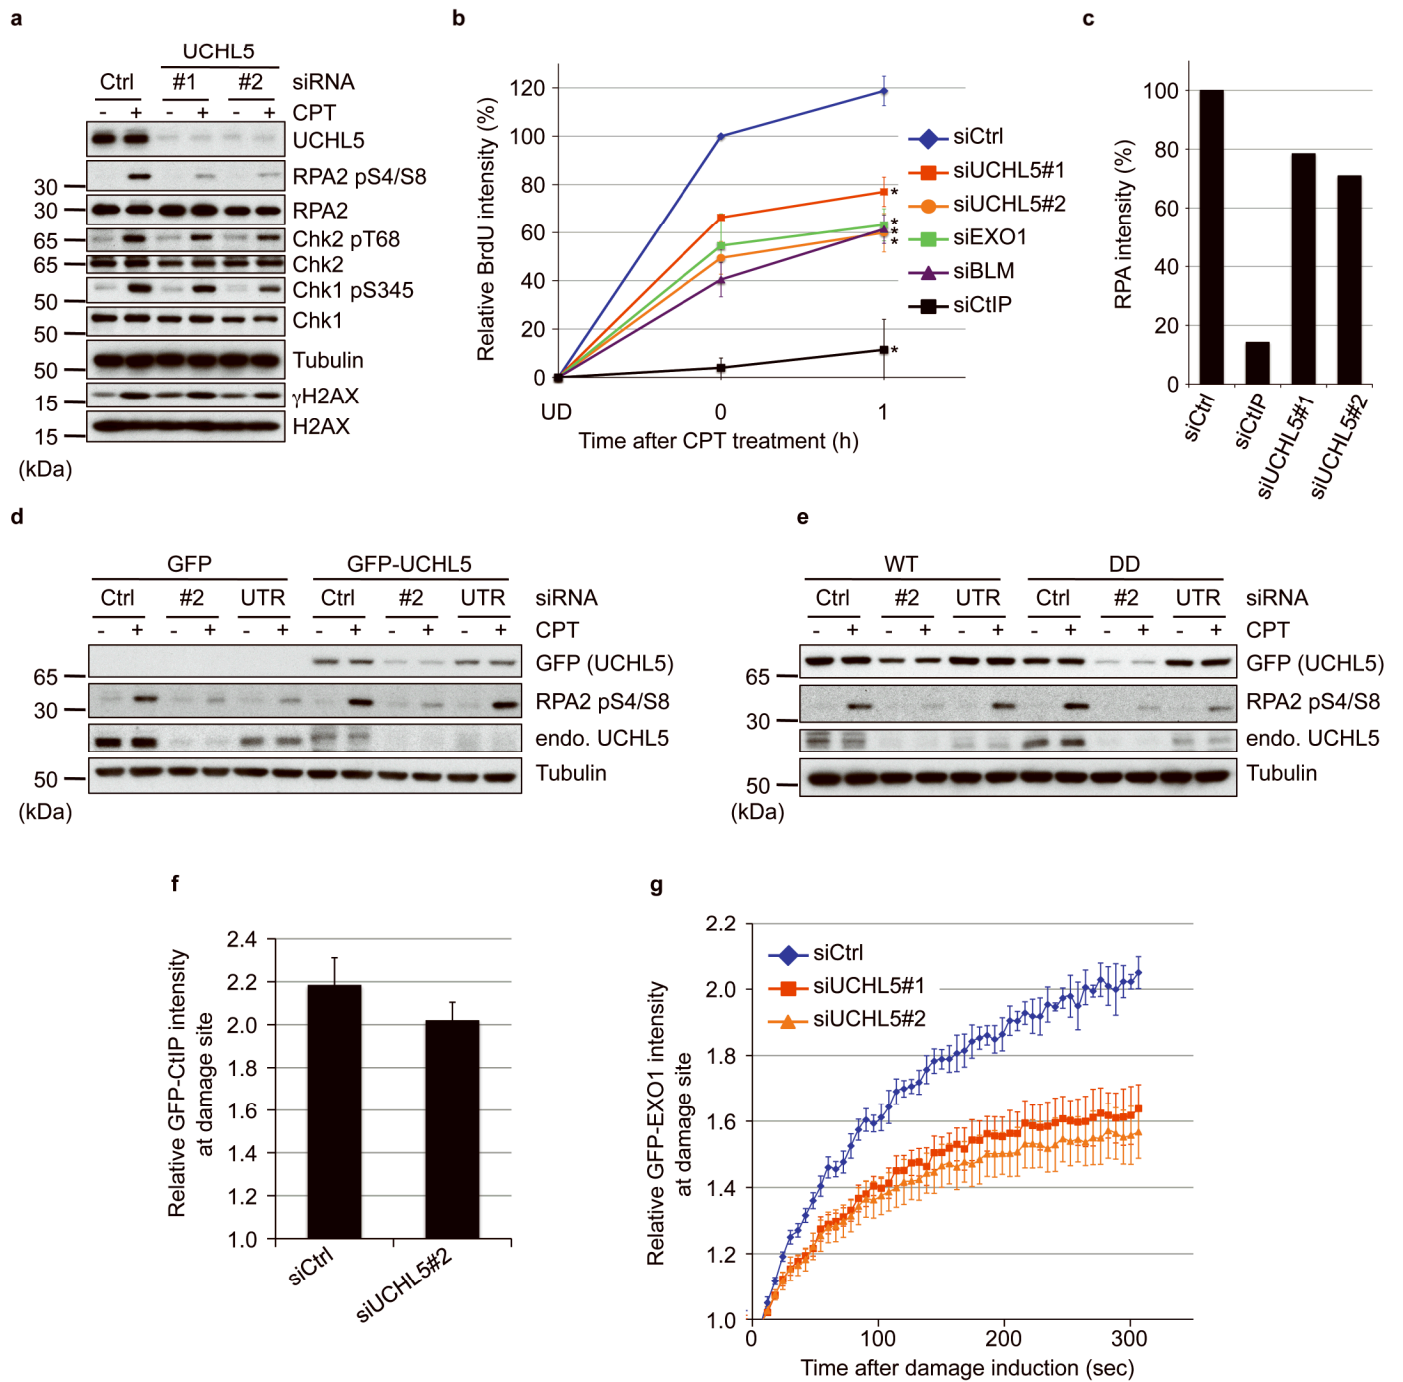 a
UCHL5
Ctrl #1 #2 siRNA
- + - + - + CPT
UCHL5
30 RPA2 pS4/S8
30 RPA2
65 Chk2 pT68
65 Chk2
50 Chk1 pS345
50 Chk1
50 Tubulin
15 γH2AX
15 H2AX
(kDa)
b
Relative BrdU intensity (%)
120
100
80
60
40
20
0
UD 0 1
Time after CPT treatment (h)
siCtrl
siUCHL5#1
siUCHL5#2
siEXO1
siBLM
siCtIP
*
*
*
*
*
c
RPA intensity (%)
100
80
60
40
20
0
siCtrl
siCtIP
siUCHL5#1
siUCHL5#2
d
GFP GFP-UCHL5
Ctrl #2 UTR Ctrl #2 UTR siRNA
- + - + - + - + - + - + CPT
65 GFP (UCHL5)
30 RPA2 pS4/S8
endo. UCHL5
50 Tubulin
(kDa)
e
WT DD
Ctrl #2 UTR Ctrl #2 UTR siRNA
- + - + - + - + - + - + CPT
65 GFP (UCHL5)
30 RPA2 pS4/S8
endo. UCHL5
50 Tubulin
(kDa)
f
Relative GFP-CtIP intensity
at damage site
2.4
2.2
2.0
1.8
1.6
1.4
1.2
1.0
siCtrl
siUCHL5#2
g
Relative GFP-EXO1 intensity
at damage site
2.2
2.0
1.8
1.6
1.4
1.2
1.0
siCtrl
siUCHL5#1
siUCHL5#2
0 100 200 300
Time after damage induction (sec)